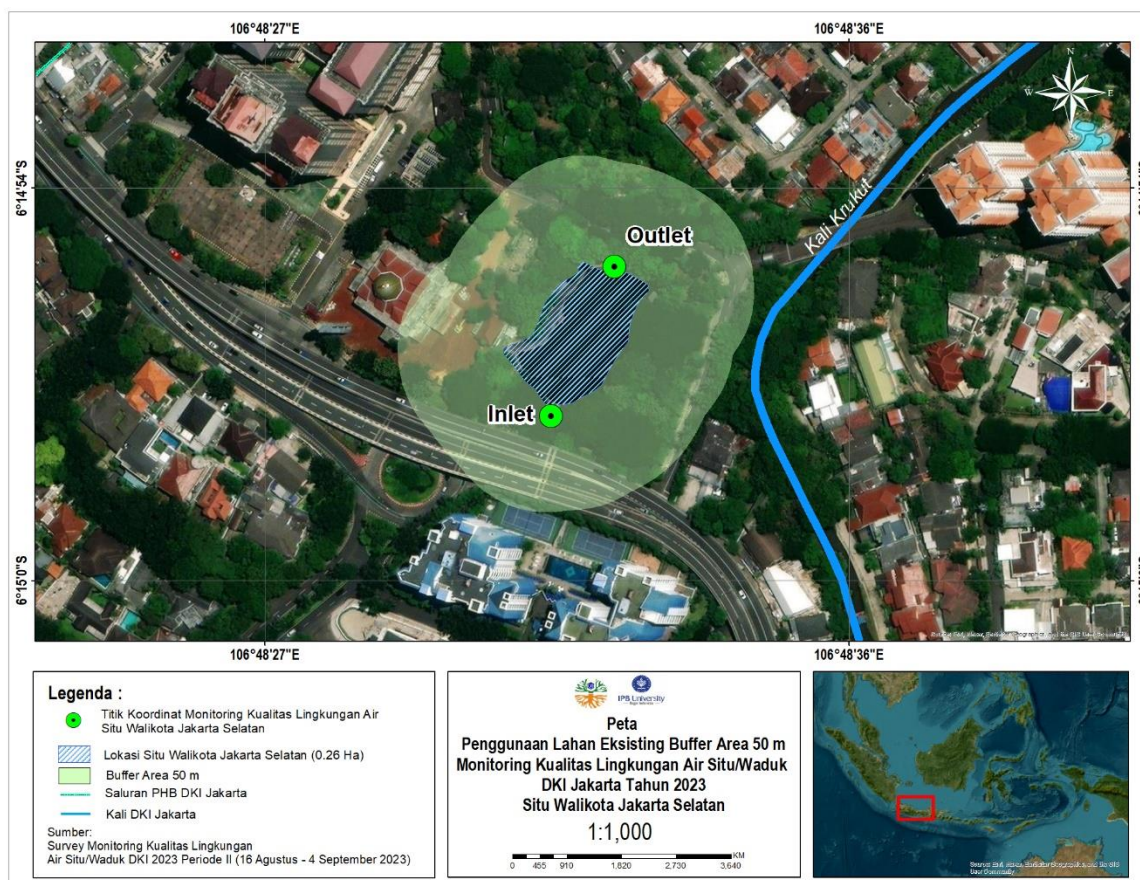 106°48'27"E
106°48'36"E
N
W
E
S
6°14'54"S
Outlet
Kali Krukut
Inlet
6°15'0"S
106°48'27"E
106°48'36"E
Legenda :
Titik Koordinat Monitoring Kualitas Lingkungan Air
Situ Walikota Jakarta Selatan
Lokasi Situ Walikota Jakarta Selatan (0.26 Ha)
Buffer Area 50 m
Saluran PHB DKI Jakarta
Kali DKI Jakarta
Sumber:
Survey Monitoring Kualitas Lingkungan
Air Situ/Waduk DKI 2023 Periode II (16 Agustus - 4 September 2023)
IPB University
Peta
Penggunaan Lahan Eksisting Buffer Area 50 m
Monitoring Kualitas Lingkungan Air Situ/Waduk
DKI Jakarta Tahun 2023
Situ Walikota Jakarta Selatan
1:1,000
KM
0 455 910 1,820 2,730 3,640
User Community